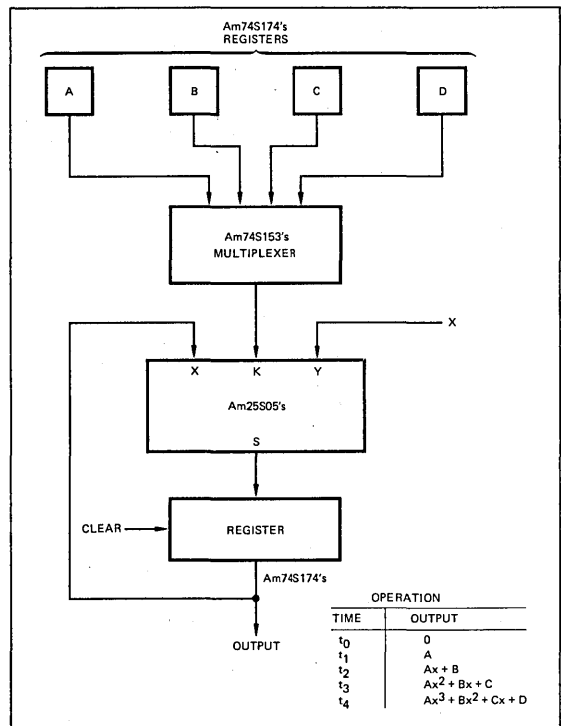 Am74S174's
REGISTERS
A B C D
Am74S153's
MULTIPLEXER
X
X K Y
Am25S05's
S
CLEAR
REGISTER
Am74S174's
OUTPUT
OPERATION
TIME OUTPUT
t0 0
t1 A
t2 Ax + B
t3 Ax² + Bx + C
t4 Ax³ + Bx² + Cx + D